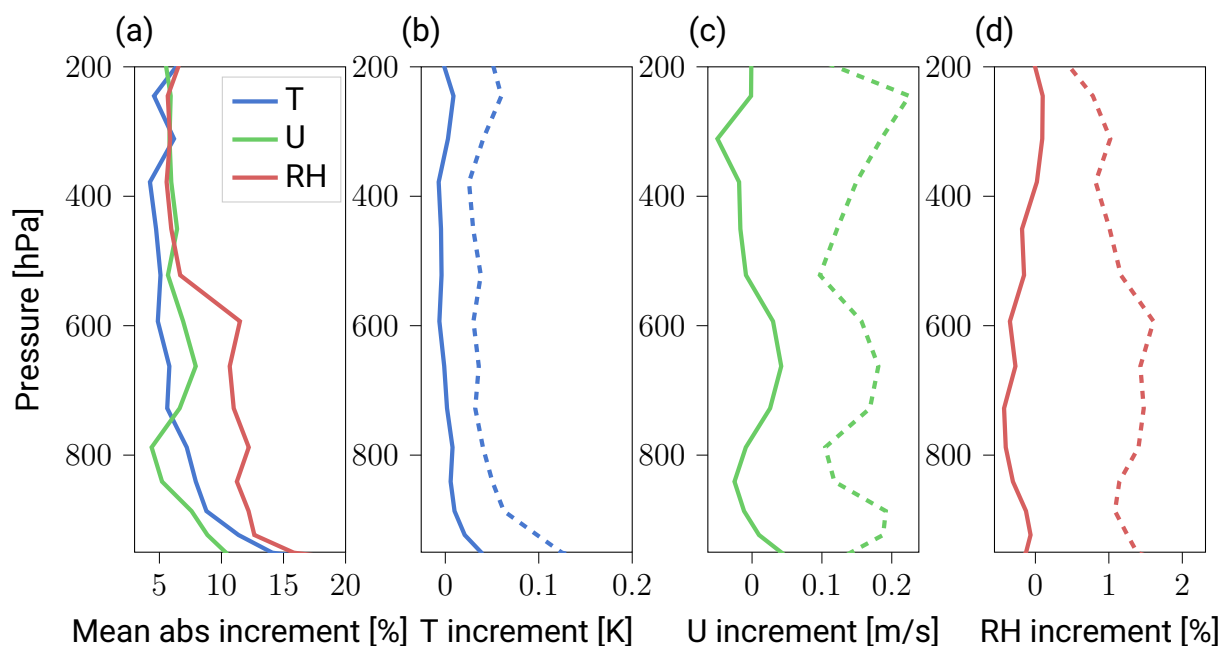 (a) (b) (c) (d)
200 200 200 200
T
U
RH
400 400 400 400
600 600 600 600
800 800 800 800
Pressure [hPa]
5 10 15 20 0 0.1 0.2 0 0.1 0.2 0 1 2
Mean abs increment [%] T increment [K] U increment [m/s] RH increment [%]